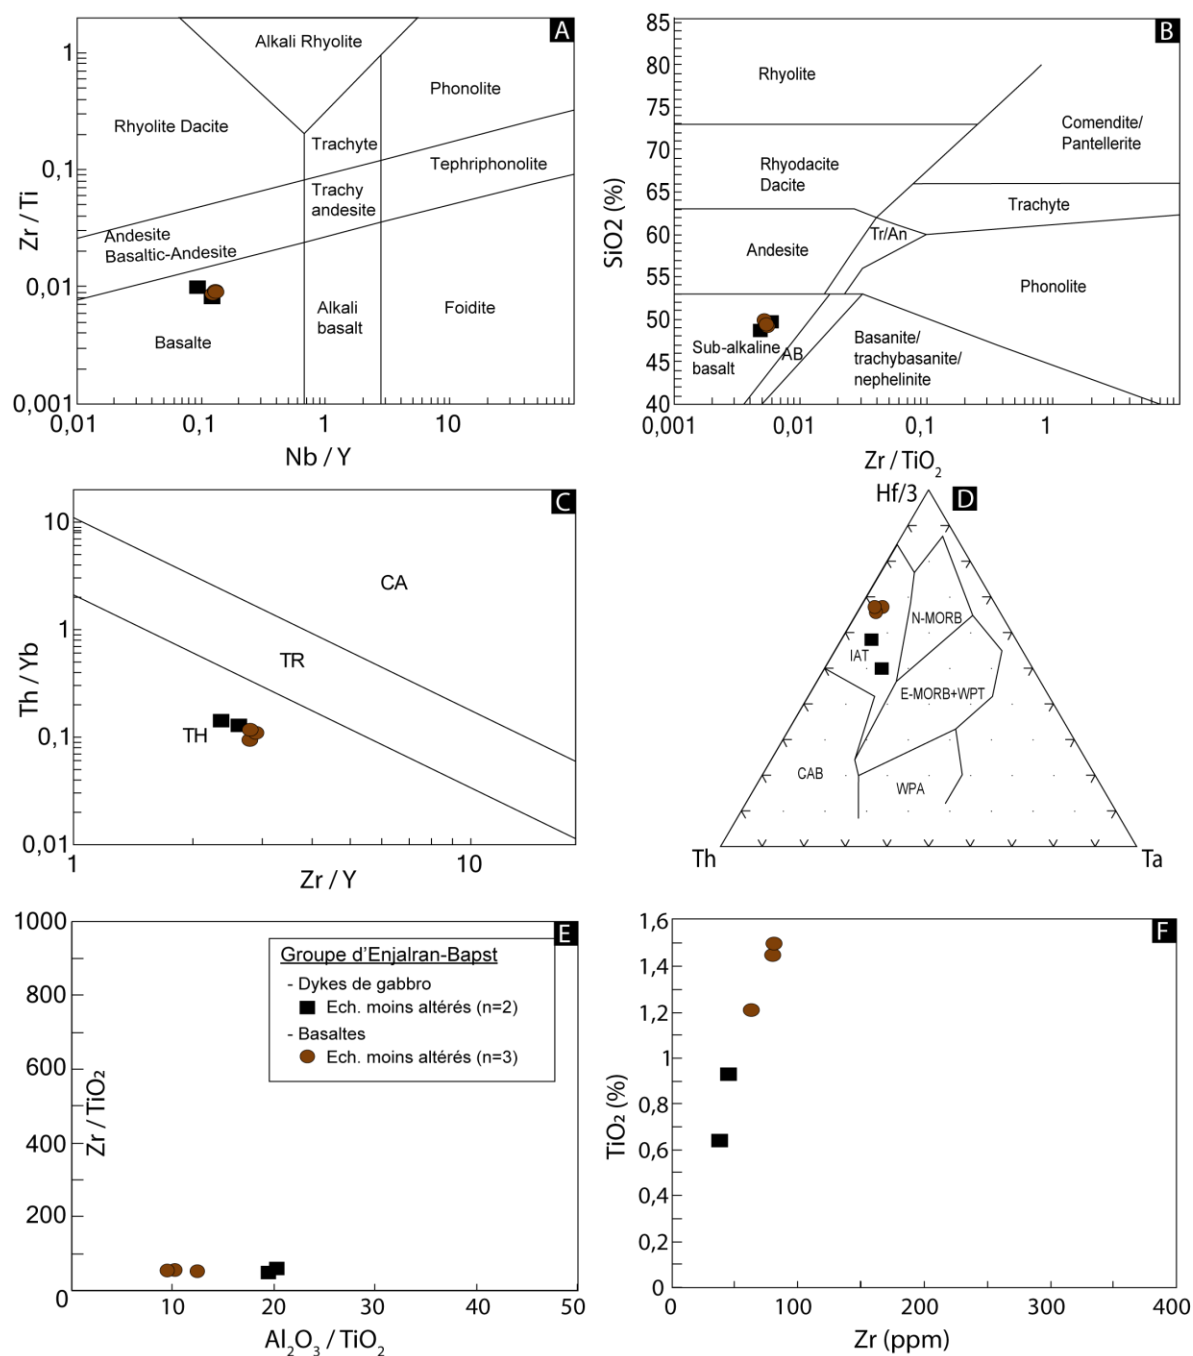 A
1
0,1
0,01
0,001
Zr / Ti
Alkali Rhyolite
Phonolite
Rhyolite Dacite
Trachyte
Tephriphonolite
Trachy
andesite
Andesite
Basaltic-Andesite
Basalte
Alkali
basalt
Foidite
0,01
0,1
1
10
Nb / Y
B
85
80
75
70
65
60
55
50
45
40
SiO2 (%)
Rhyolite
Comendite/
Pantellerite
Rhyodacite
Dacite
Trachyte
Tr/An
Andesite
Phonolite
Sub-alkaline
basalt
AB
Basanite/
trachybasanite/
nephelinite
0,001
0,01
0,1
1
Zr / TiO₂
C
10
1
0,1
0,01
Th / Yb
CA
TR
TH
1
10
Zr / Y
D
Hf/3
N-MORB
IAT
E-MORB+WPT
CAB
WPA
Th
Ta
E
1000
800
600
400
200
0
Zr / TiO₂
Groupe d'Enjalran-Bapst
- Dykes de gabbro
Ech. moins altérés (n=2)
- Basaltes
Ech. moins altérés (n=3)
10
20
30
40
50
Al₂O₃ / TiO₂
F
1,6
1,4
1,2
1
0,8
0,6
0,4
0,2
0
TiO₂ (%)
0
100
200
300
400
Zr (ppm)